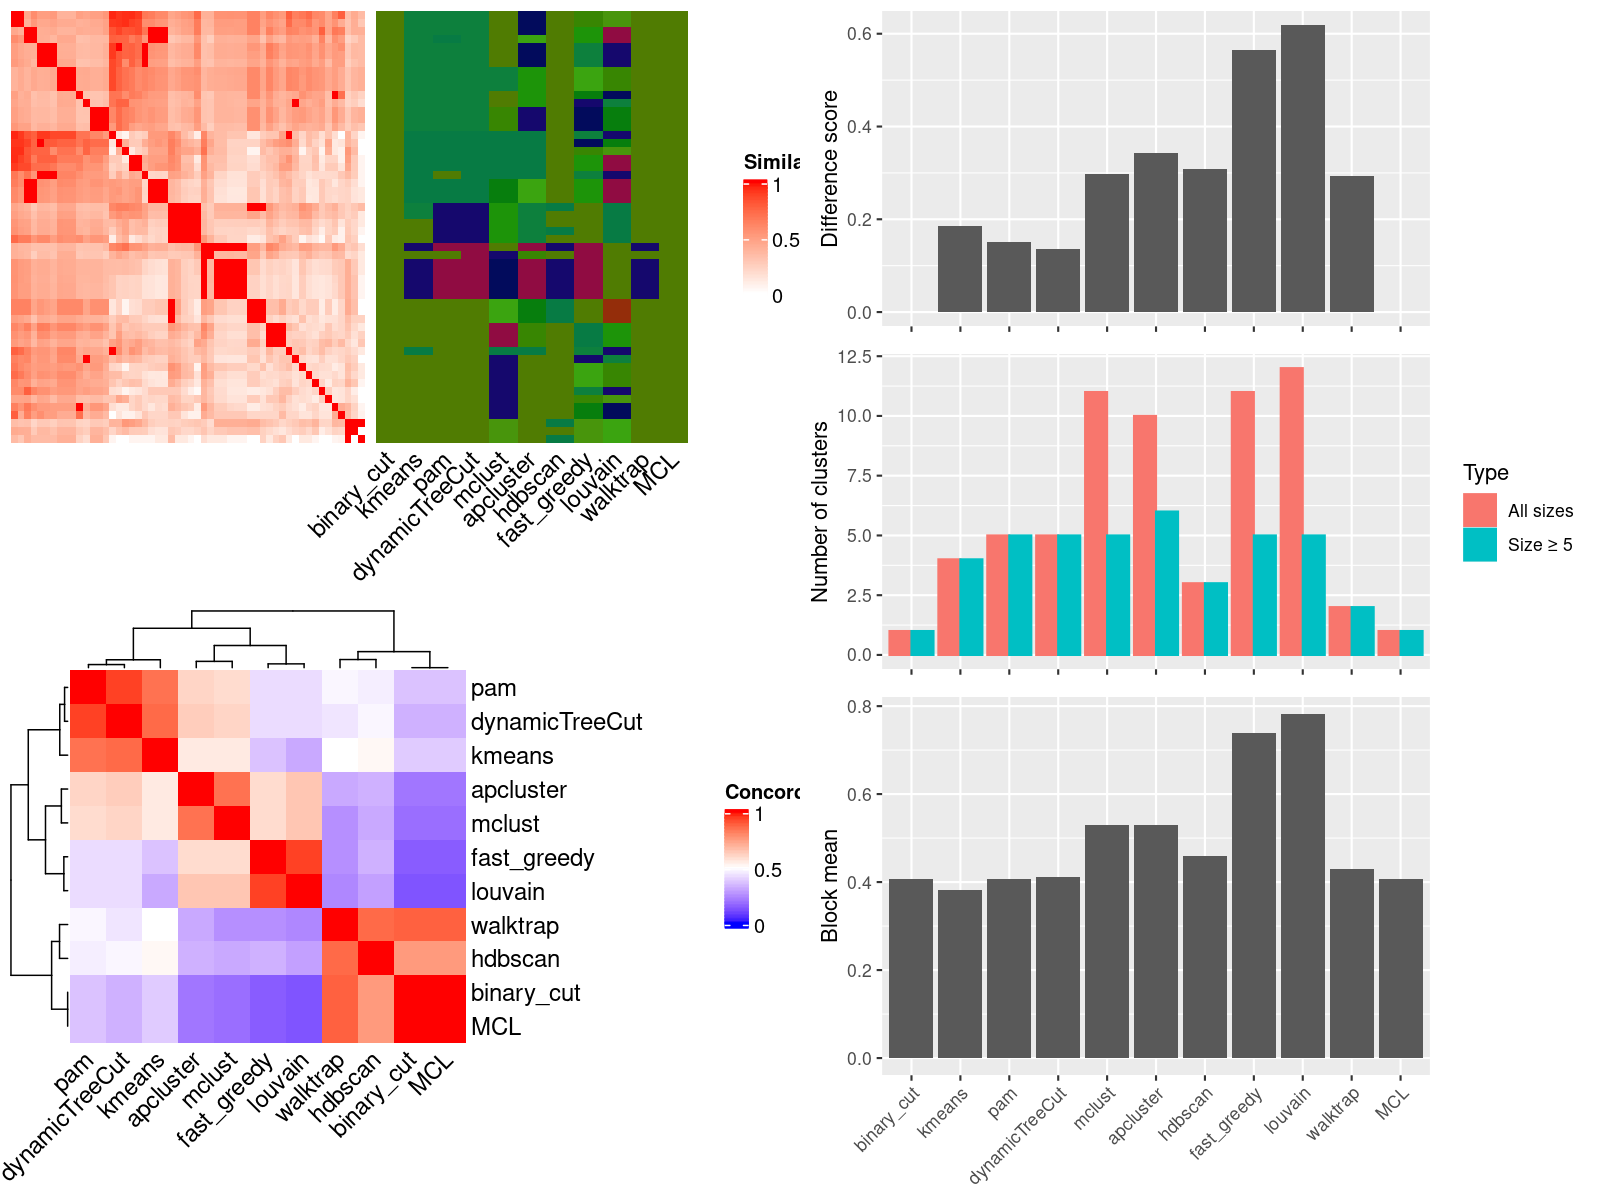 Simila
1
0.5
0
binary_cut
kmeans
pam
dynamicTreeCut
mclust
apcluster
hdbscan
fast_greedy
louvain
walktrap
MCL
pam
dynamicTreeCut
kmeans
apcluster
mclust
fast_greedy
louvain
walktrap
hdbscan
binary_cut
MCL
pam
dynamicTreeCut
kmeans
apcluster
mclust
fast_greedy
louvain
walktrap
hdbscan
binary_cut
MCL
Concord
1
0.5
0
Difference score
0.6
0.4
0.2
0.0
Number of clusters
12.5
10.0
7.5
5.0
2.5
0.0
Type
All sizes
Size ≥ 5
Block mean
0.8
0.6
0.4
0.2
0.0
binary_cut
kmeans
pam
dynamicTreeCut
mclust
apcluster
hdbscan
fast_greedy
louvain
walktrap
MCL